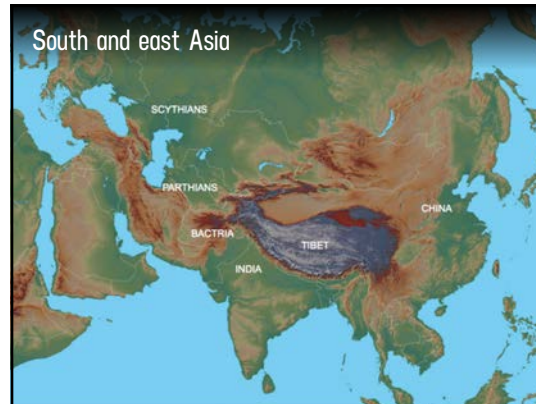 South and east Asia
SCYTHIANS
PARTHIANS
CHINA
BACTRIA
TIBET
INDIA